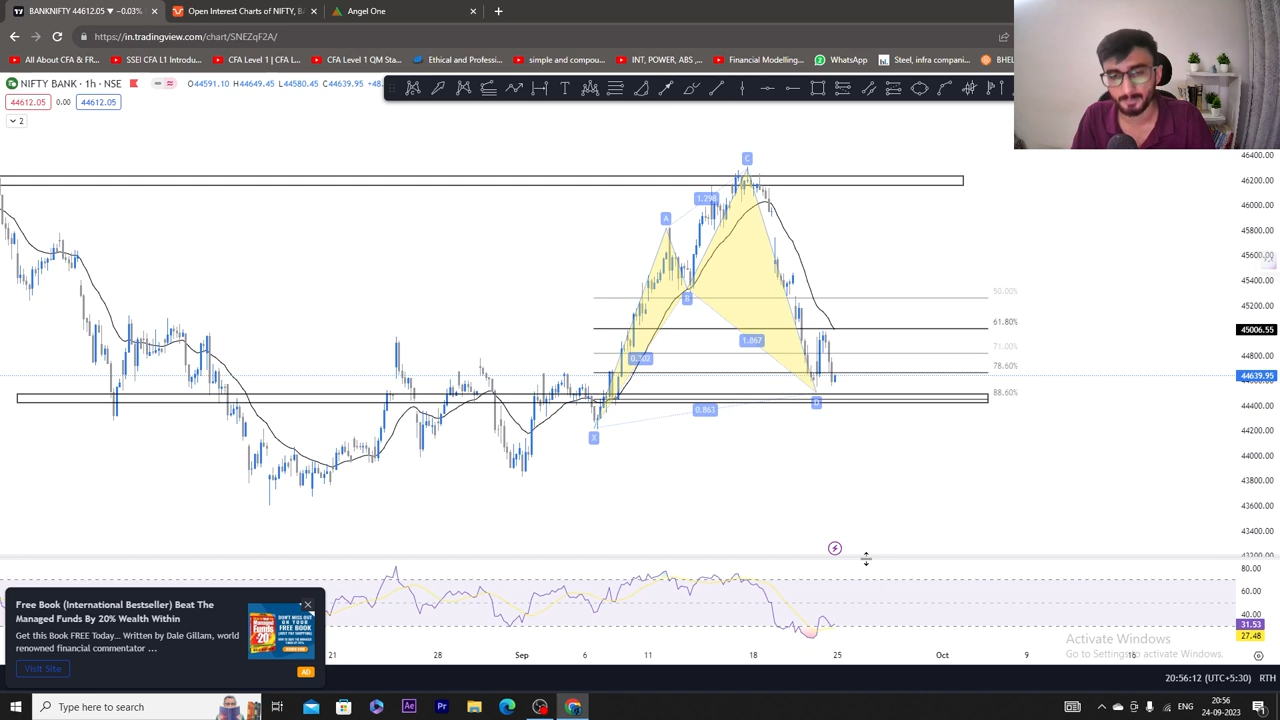 BANKNIFTY 44612.05 ▼ −0.03%
Open Interest Charts of NIFTY, B
Angel One
in.tradingview.com/chart/SNEZqF2A/
All About CFA & FR...
SSEI CFA L1 Introdu...
CFA Level 1 | CFA L...
CFA Level 1 QM Sta...
Ethical and Professi...
simple and compou...
INT, POWER, ABS ,...
Financial Modelling...
WhatsApp
Steel, infra compani...
BHEL
NIFTY BANK · 1h · NSE
O44591.10 H44649.45 L44580.45 C44639.95 +48.
44612.05 0.00 44612.05
2
46400.00
46200.00
46000.00
45800.00
45600.00
45400.00
45200.00
45006.55
44800.00
44639.95
44400.00
44200.00
44000.00
43800.00
43600.00
43400.00
43200.00
C
1.298
A
B
50.00%
61.80%
1.867
71.00%
0.302
78.60%
88.60%
D
0.863
X
80.00
60.00
40.00
31.53
27.48
Free Book (International Bestseller) Beat The
Managed Funds By 20% Wealth Within
Get this Book FREE Today... Written by Dale Gillam, world
renowned financial commentator ...
Visit Site
AD
21
28
Sep
6
11
18
25
Oct
9
16
Activate Windows
Go to Settings to activate Windows.
20:56:12 (UTC+5:30)
RTH
Type here to search
Ae
Pr
20:56
24-09-2023